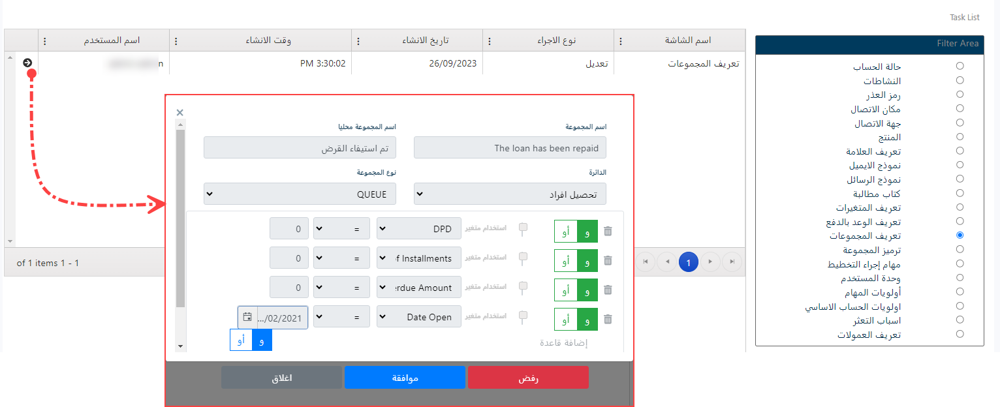 Task List
Filter Area
حالة الحساب
النشاطات
رمز العذر
مكان الاتصال
جهة الاتصال
المنتج
تعريف العلامة
نموذج الايميل
نموذج الرسائل
كتاب مطالبة
تعريف المتغيرات
تعريف الوعد بالدفع
تعريف المجموعات
ترميز المجموعة
مهام إجراء التخطيط
وحدة المستخدم
أولويات المهام
اولويات الحساب الاساسي
اسباب التعثر
تعريف العمولات
اسم الشاشة نوع الاجراء تاريخ الانشاء وقت الانشاء اسم المستخدم
تعريف المجموعات تعديل 26/09/2023 PM 3:30:02 n
اسم المجموعة اسم المجموعة محليا
The loan has been repaid تم استيفاء القرض
الدائرة نوع المجموعة
تحصيل افراد QUEUE
و أو استخدام متغير DPD = 0
و أو استخدام متغير of Installments = 0
و أو استخدام متغير erdue Amount = 0
و أو استخدام متغير Date Open = .../02/2021
إضافة قاعدة
و أو
رفض موافقة اغلاق
1
of 1 items 1 - 1